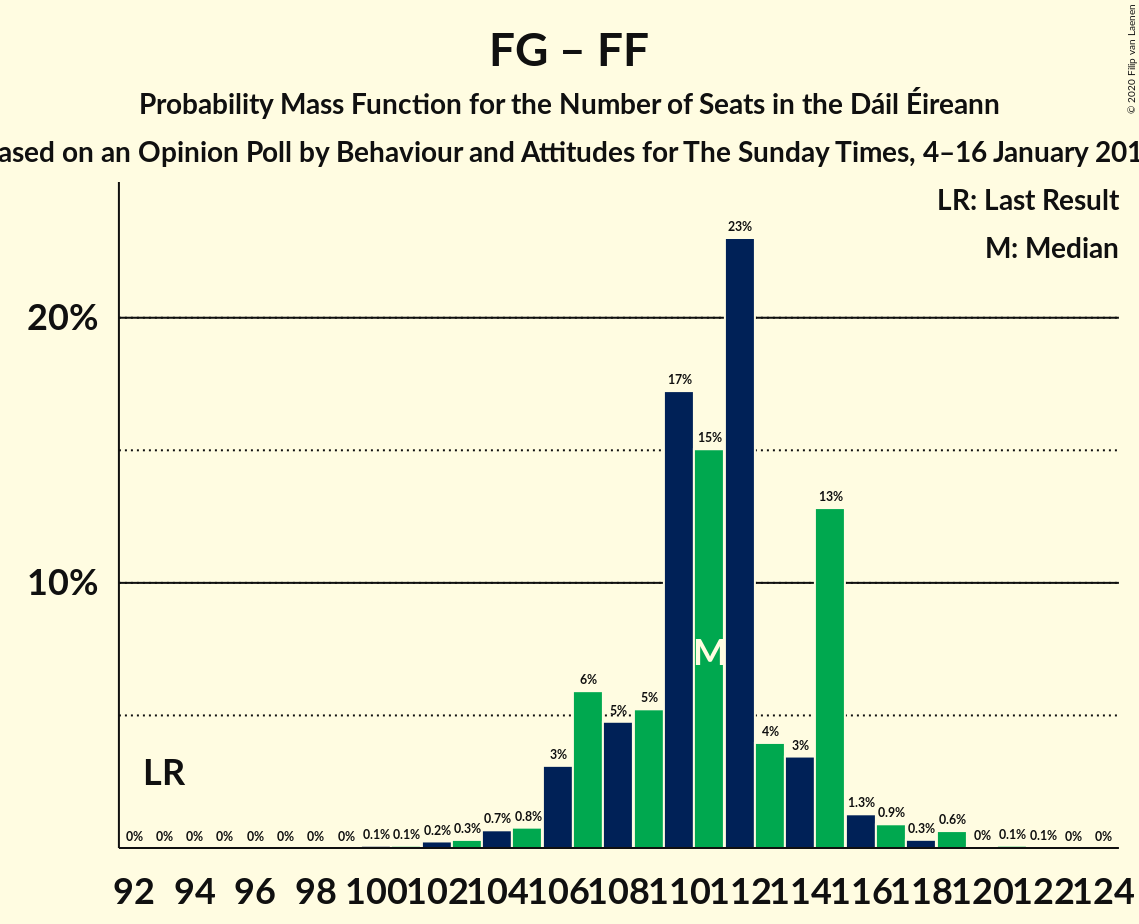 FG – FF
Probability Mass Function for the Number of Seats in the Dáil Éireann
ased on an Opinion Poll by Behaviour and Attitudes for The Sunday Times, 4–16 January 201
© 2020 Filip van Laenen
LR: Last Result
M: Median
23%
20%
17%
15%
13%
10%
M
6%
5%
5%
4%
3%
3%
LR
0% 0% 0% 0% 0% 0% 0% 0% 0.1% 0.1% 0.2% 0.3% 0.7% 0.8% 1.3% 0.9% 0.3% 0.6% 0% 0.1% 0.1% 0% 0%
92 94 96 98 100 102 104 106 108 110 112 114 116 118 120 122 124